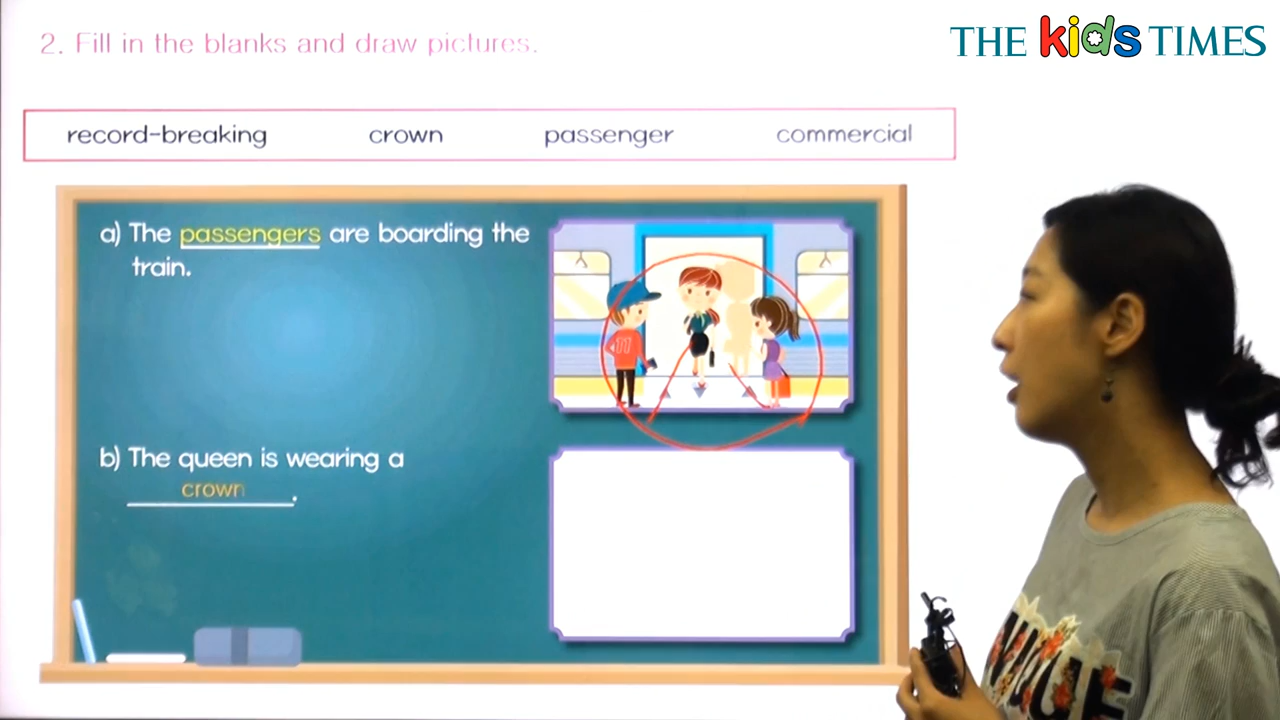 2. Fill in the blanks and draw pictures.
THE kids TIMES
record-breaking crown passenger commercial
a) The passengers are boarding the
train.
11
b) The queen is wearing a
crown.